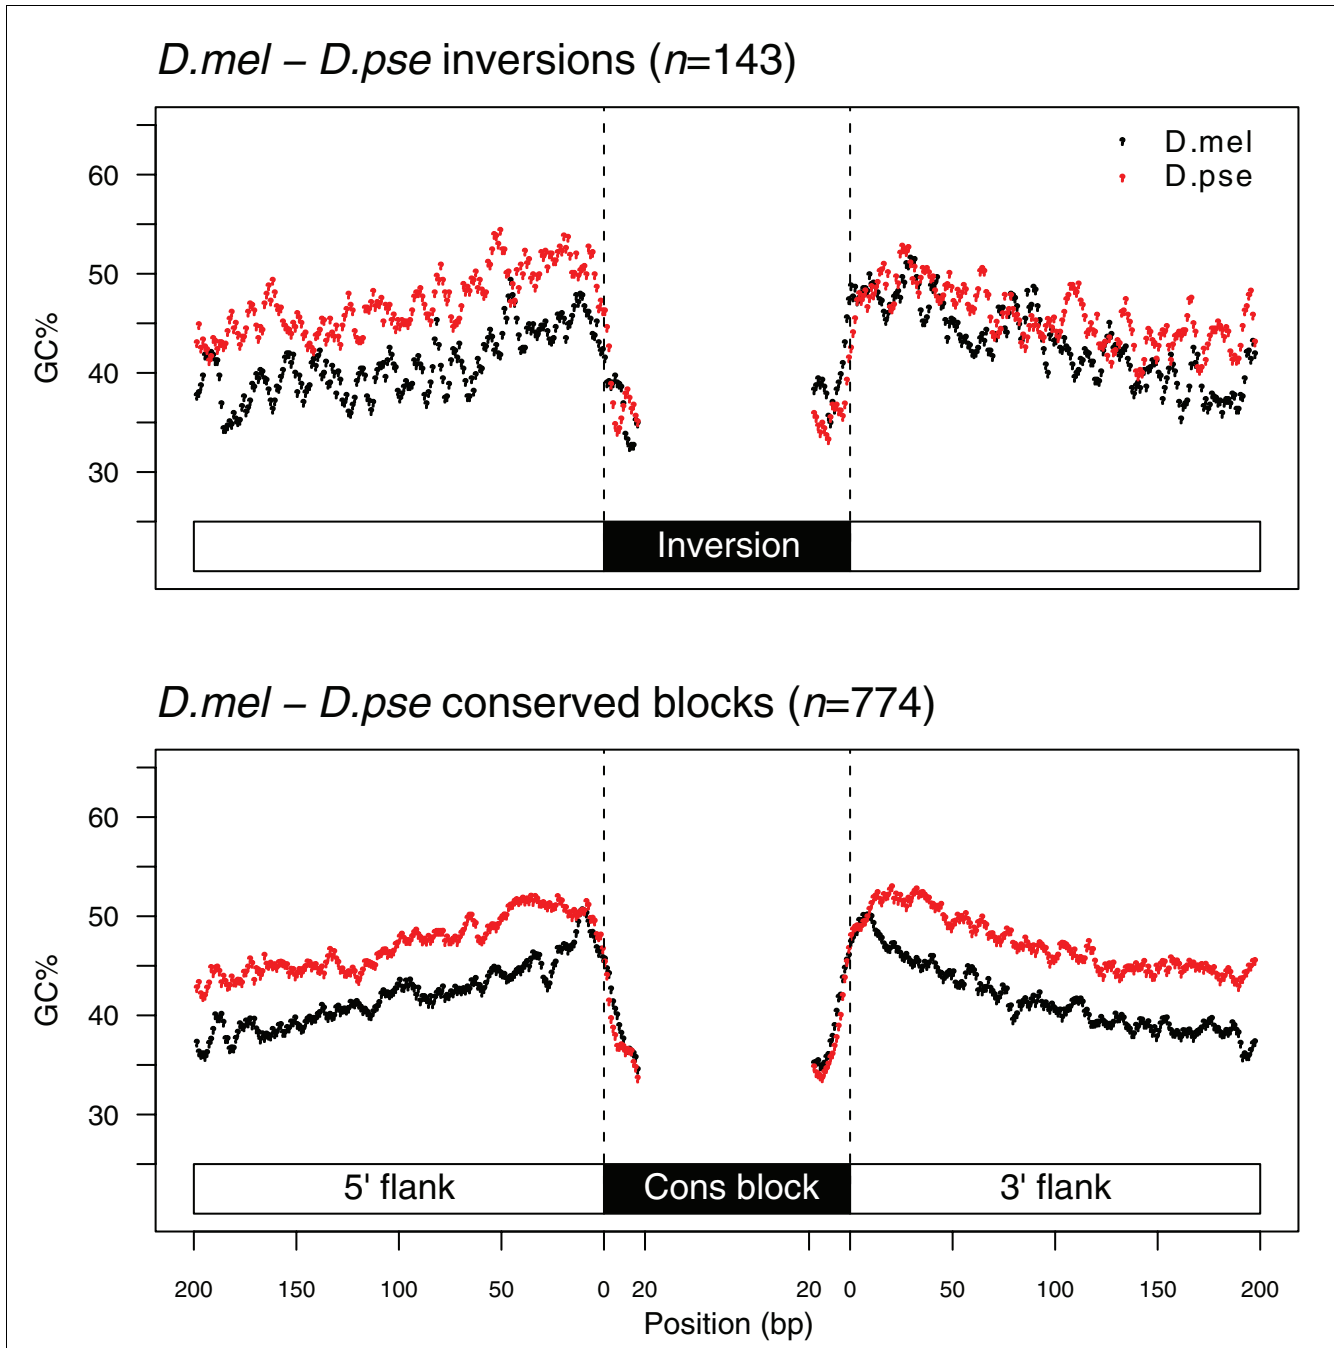 D.mel – D.pse inversions (n=143)
D.mel
D.pse
60
50
40
30
GC%
Inversion
D.mel – D.pse conserved blocks (n=774)
60
50
40
30
GC%
5' flank Cons block 3' flank
200 150 100 50 0 20 20 0 50 100 150 200
Position (bp)